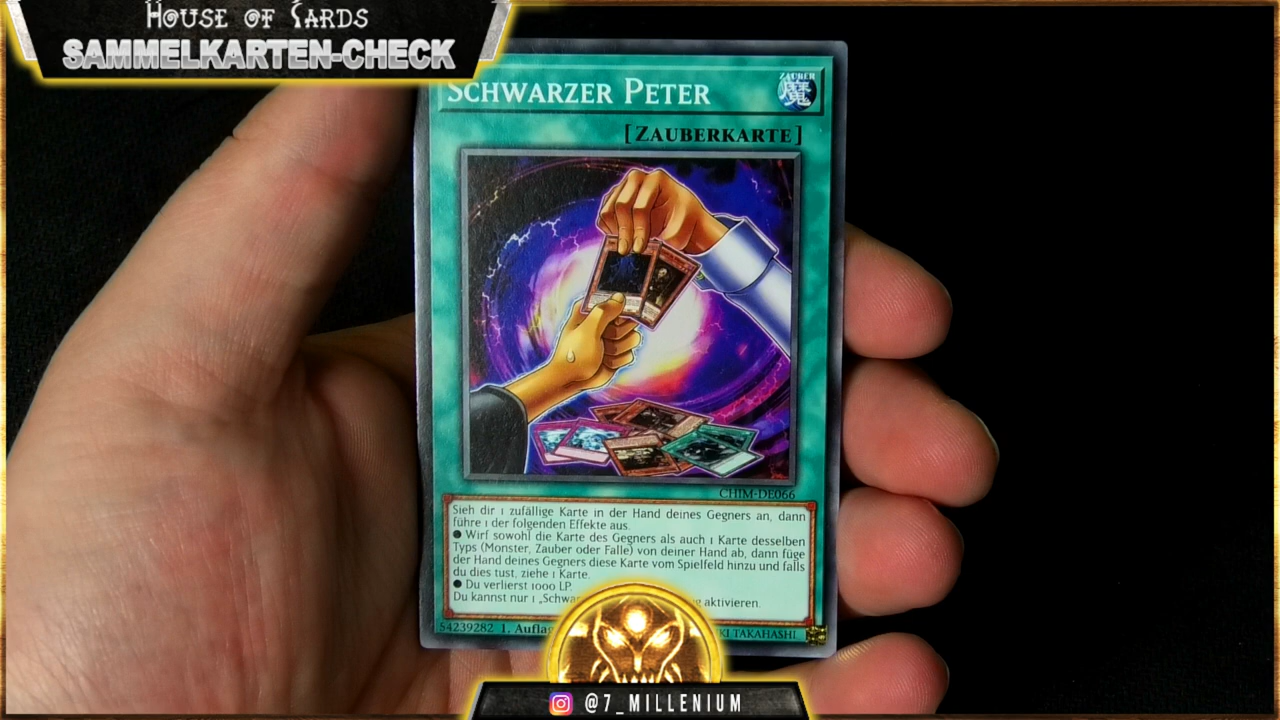 House of Yards
SAMMELKARTEN-CHECK
Schwarzer Peter
ZAUBER
魔
[Zauberkarte]
CHIM-DE066
Sieh dir 1 zufällige Karte in der Hand deines Gegners an, dann
führe 1 der folgenden Effekte aus.
● Wirf sowohl die Karte des Gegners als auch 1 Karte desselben
Typs (Monster, Zauber oder Falle) von deiner Hand ab, dann füge
der Hand deines Gegners diese Karte vom Spielfeld hinzu und falls
du dies tust, ziehe 1 Karte.
● Du verlierst 1000 LP.
Du kannst nur 1 „Schwar aktivieren.
54239282 1. Auflag KI TAKAHASHI
@7_MILLENIUM